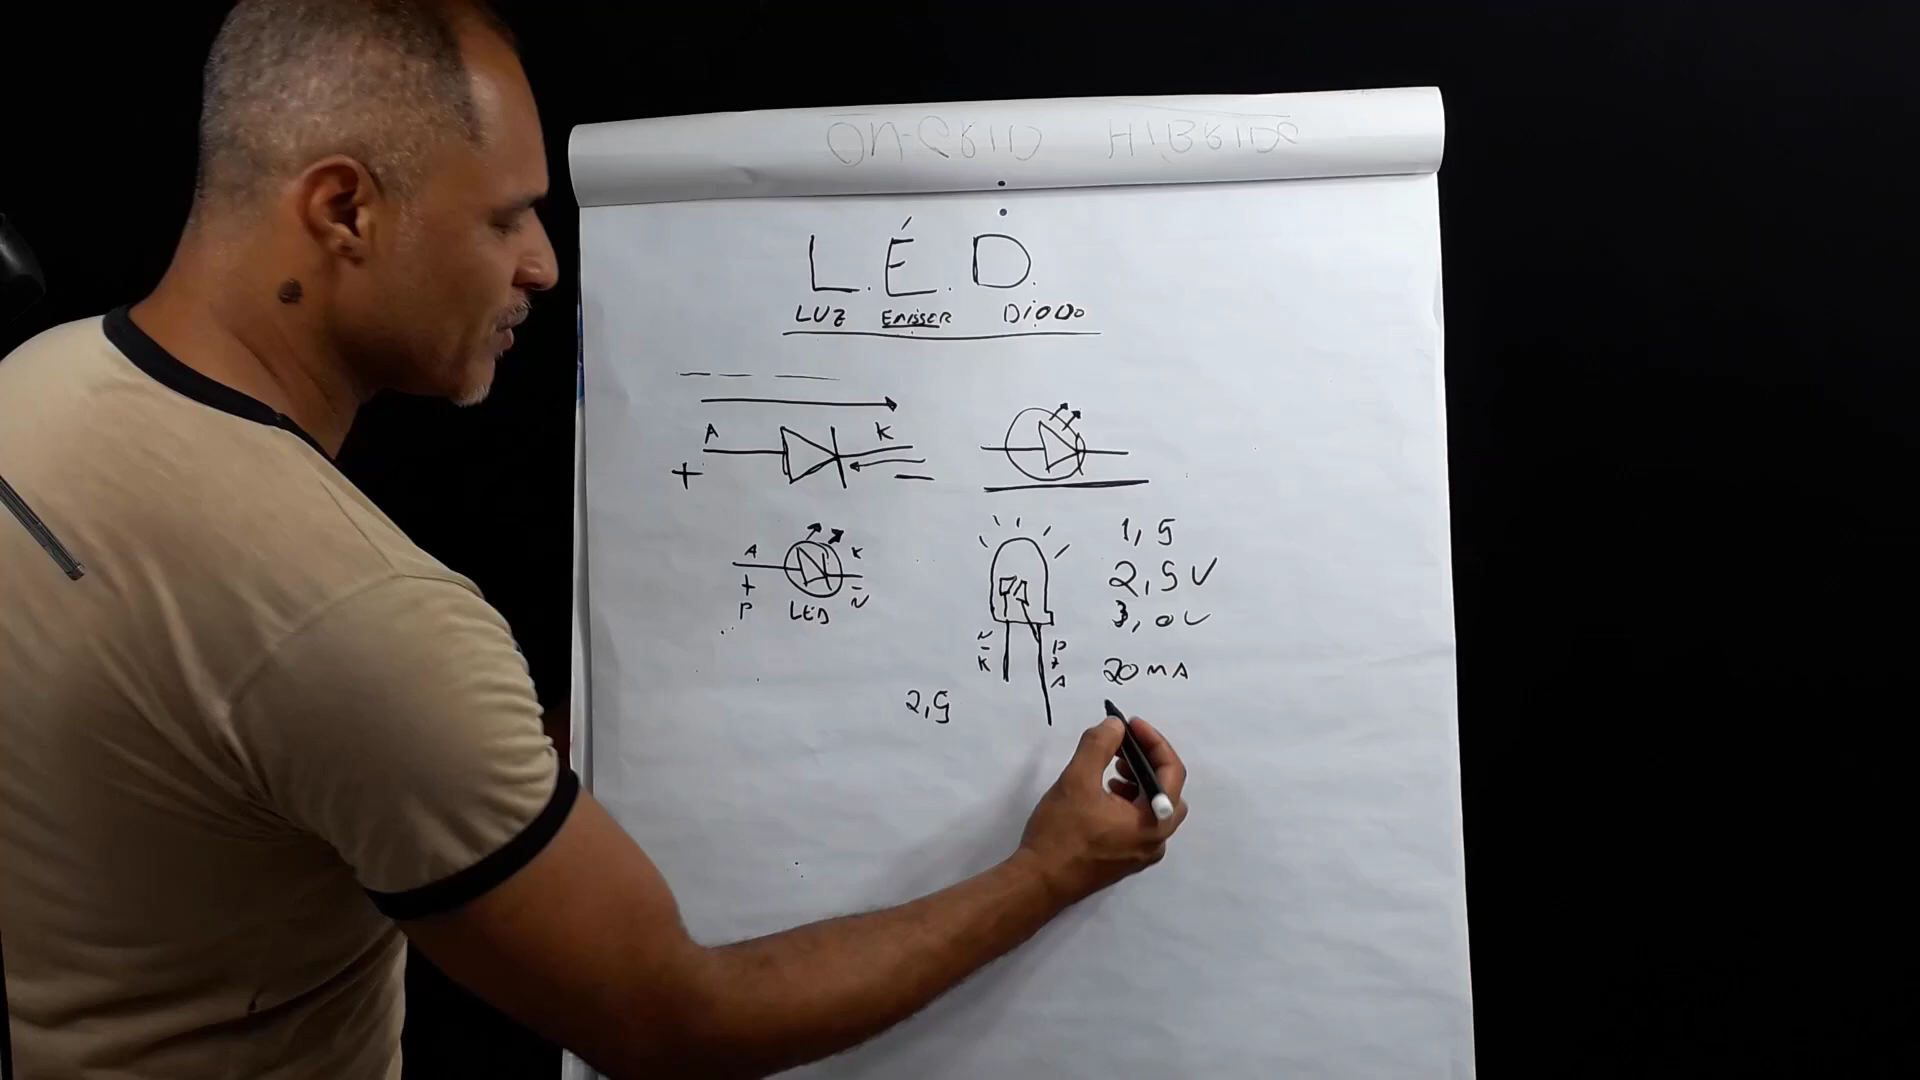 ON-GRID HIBRIDO
L.É.D.
LUZ EMISSER DIODO
A K
+ -
A K
+ -
P N
LED
1,5
2,5V
3,0V
N P
- +
K A
20MA
2,5